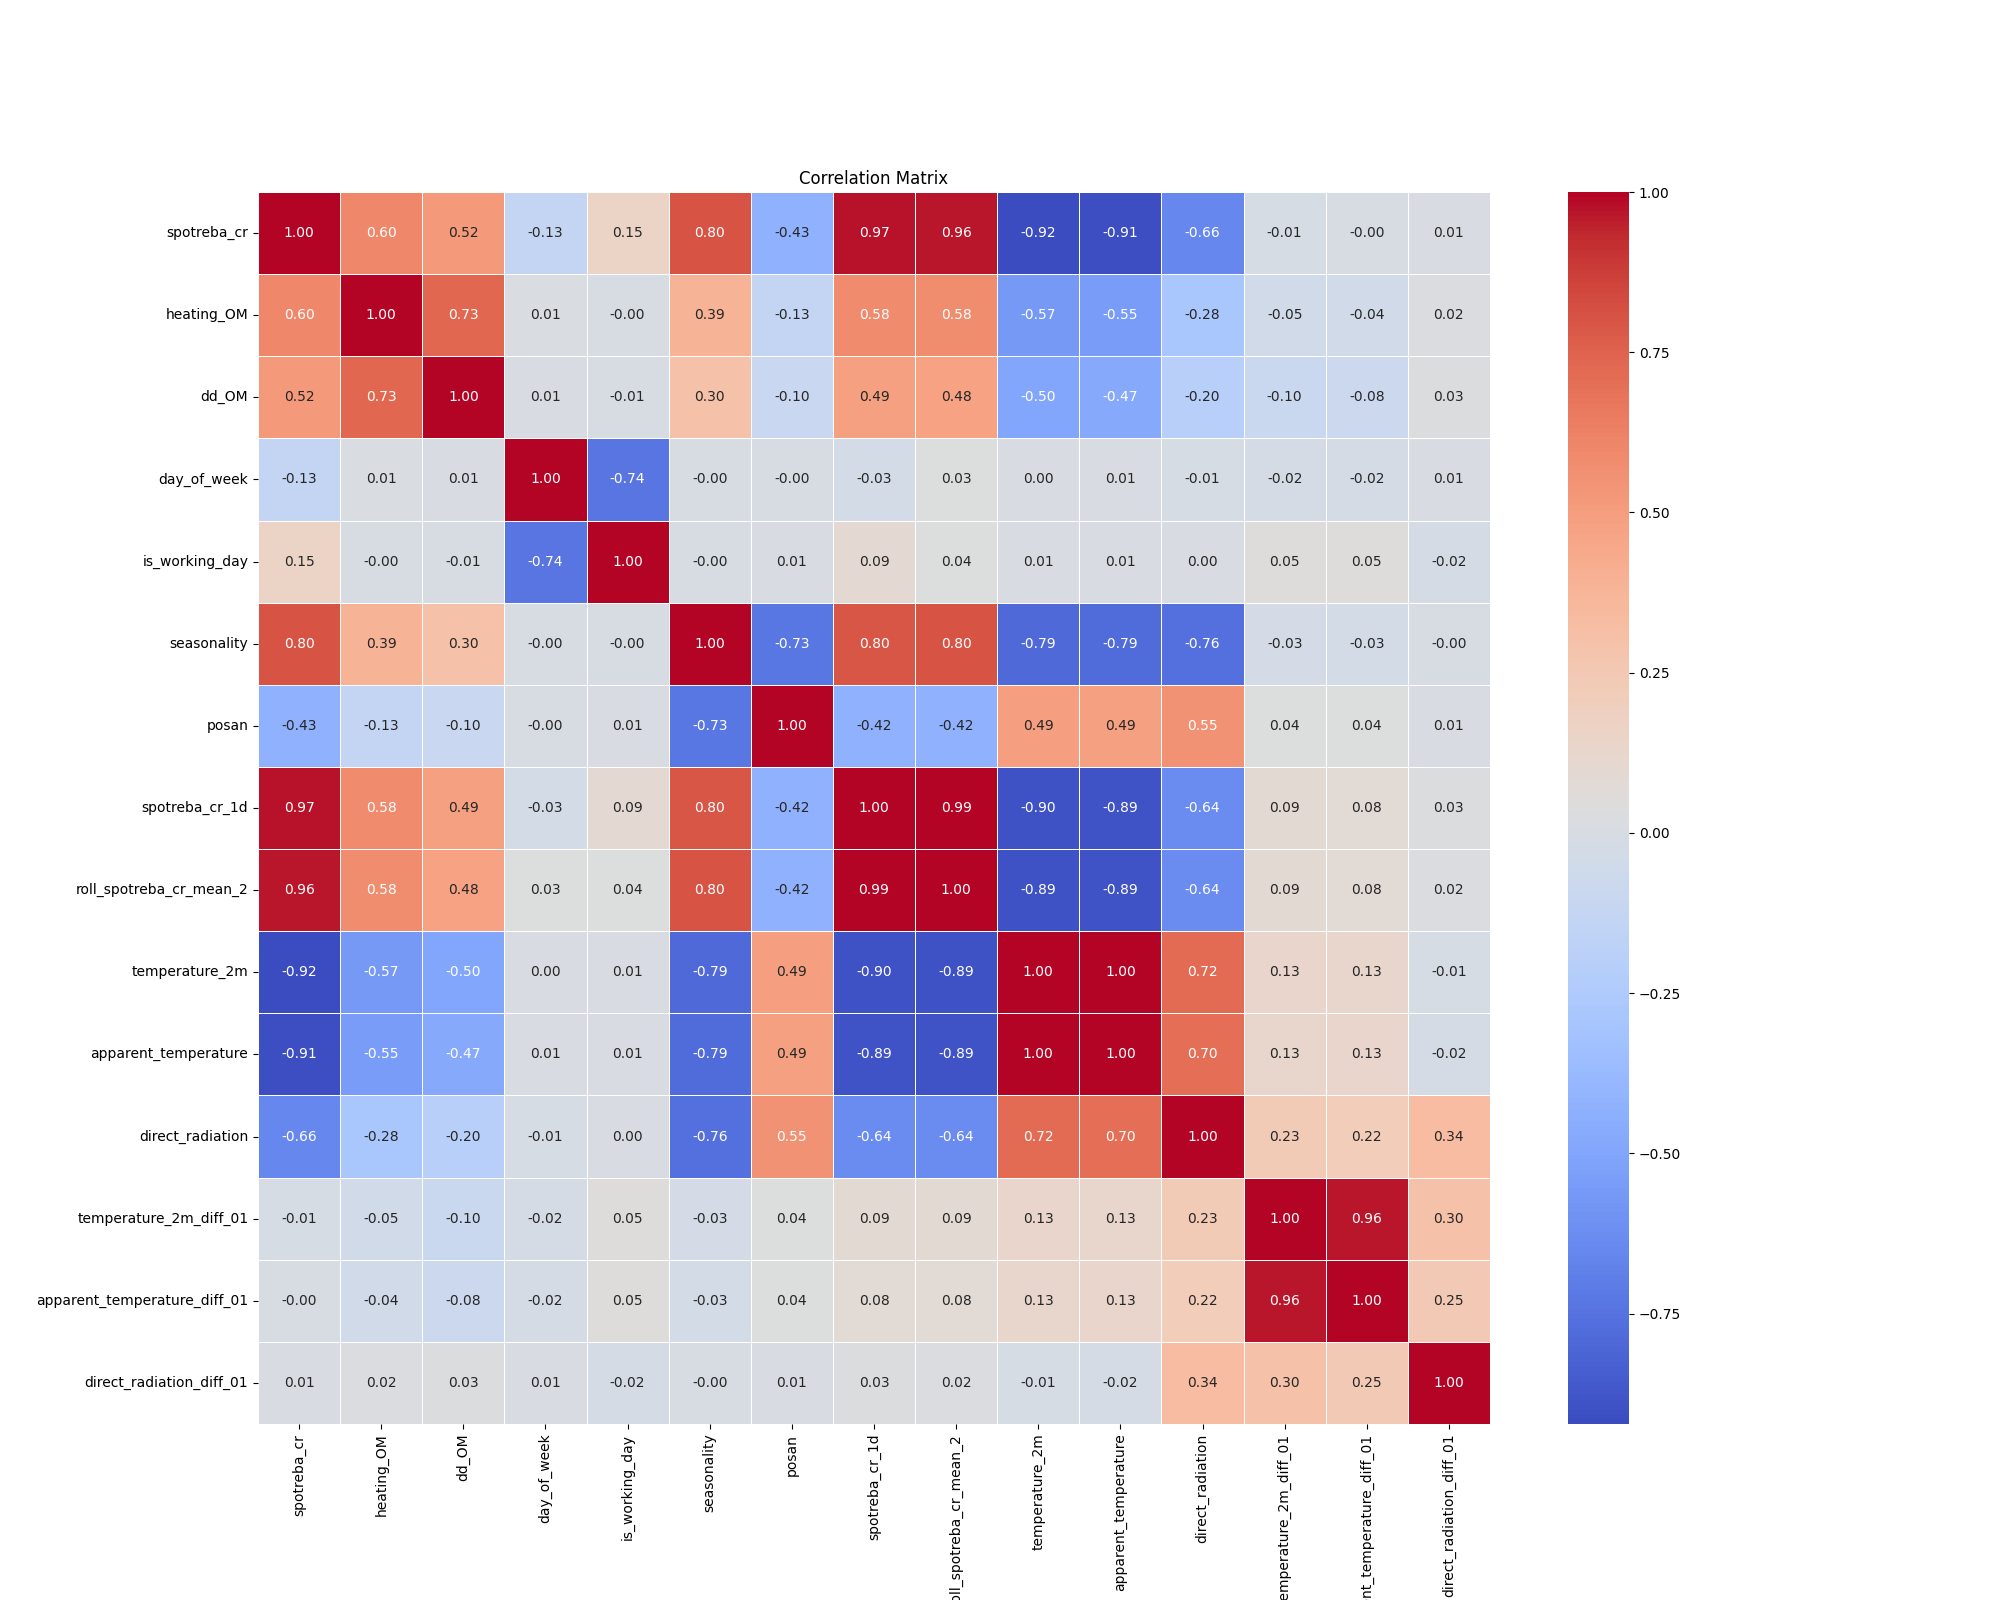 Correlation Matrix
spotreba_cr 1.00 0.60 0.52 -0.13 0.15 0.80 -0.43 0.97 0.96 -0.92 -0.91 -0.66 -0.01 -0.00 0.01
heating_OM 0.60 1.00 0.73 0.01 -0.00 0.39 -0.13 0.58 0.58 -0.57 -0.55 -0.28 -0.05 -0.04 0.02
dd_OM 0.52 0.73 1.00 0.01 -0.01 0.30 -0.10 0.49 0.48 -0.50 -0.47 -0.20 -0.10 -0.08 0.03
day_of_week -0.13 0.01 0.01 1.00 -0.74 -0.00 -0.00 -0.03 0.03 0.00 0.01 -0.01 -0.02 -0.02 0.01
is_working_day 0.15 -0.00 -0.01 -0.74 1.00 -0.00 0.01 0.09 0.04 0.01 0.01 0.00 0.05 0.05 -0.02
seasonality 0.80 0.39 0.30 -0.00 -0.00 1.00 -0.73 0.80 0.80 -0.79 -0.79 -0.76 -0.03 -0.03 -0.00
posan -0.43 -0.13 -0.10 -0.00 0.01 -0.73 1.00 -0.42 -0.42 0.49 0.49 0.55 0.04 0.04 0.01
spotreba_cr_1d 0.97 0.58 0.49 -0.03 0.09 0.80 -0.42 1.00 0.99 -0.90 -0.89 -0.64 0.09 0.08 0.03
roll_spotreba_cr_mean_2 0.96 0.58 0.48 0.03 0.04 0.80 -0.42 0.99 1.00 -0.89 -0.89 -0.64 0.09 0.08 0.02
temperature_2m -0.92 -0.57 -0.50 0.00 0.01 -0.79 0.49 -0.90 -0.89 1.00 1.00 0.72 0.13 0.13 -0.01
apparent_temperature -0.91 -0.55 -0.47 0.01 0.01 -0.79 0.49 -0.89 -0.89 1.00 1.00 0.70 0.13 0.13 -0.02
direct_radiation -0.66 -0.28 -0.20 -0.01 0.00 -0.76 0.55 -0.64 -0.64 0.72 0.70 1.00 0.23 0.22 0.34
temperature_2m_diff_01 -0.01 -0.05 -0.10 -0.02 0.05 -0.03 0.04 0.09 0.09 0.13 0.13 0.23 1.00 0.96 0.30
apparent_temperature_diff_01 -0.00 -0.04 -0.08 -0.02 0.05 -0.03 0.04 0.08 0.08 0.13 0.13 0.22 0.96 1.00 0.25
direct_radiation_diff_01 0.01 0.02 0.03 0.01 -0.02 -0.00 0.01 0.03 0.02 -0.01 -0.02 0.34 0.30 0.25 1.00
spotreba_cr
heating_OM
dd_OM
day_of_week
is_working_day
seasonality
posan
spotreba_cr_1d
oll_spotreba_cr_mean_2
temperature_2m
apparent_temperature
direct_radiation
emperature_2m_diff_01
nt_temperature_diff_01
direct_radiation_diff_01
1.00
0.75
0.50
0.25
0.00
−0.25
−0.50
−0.75